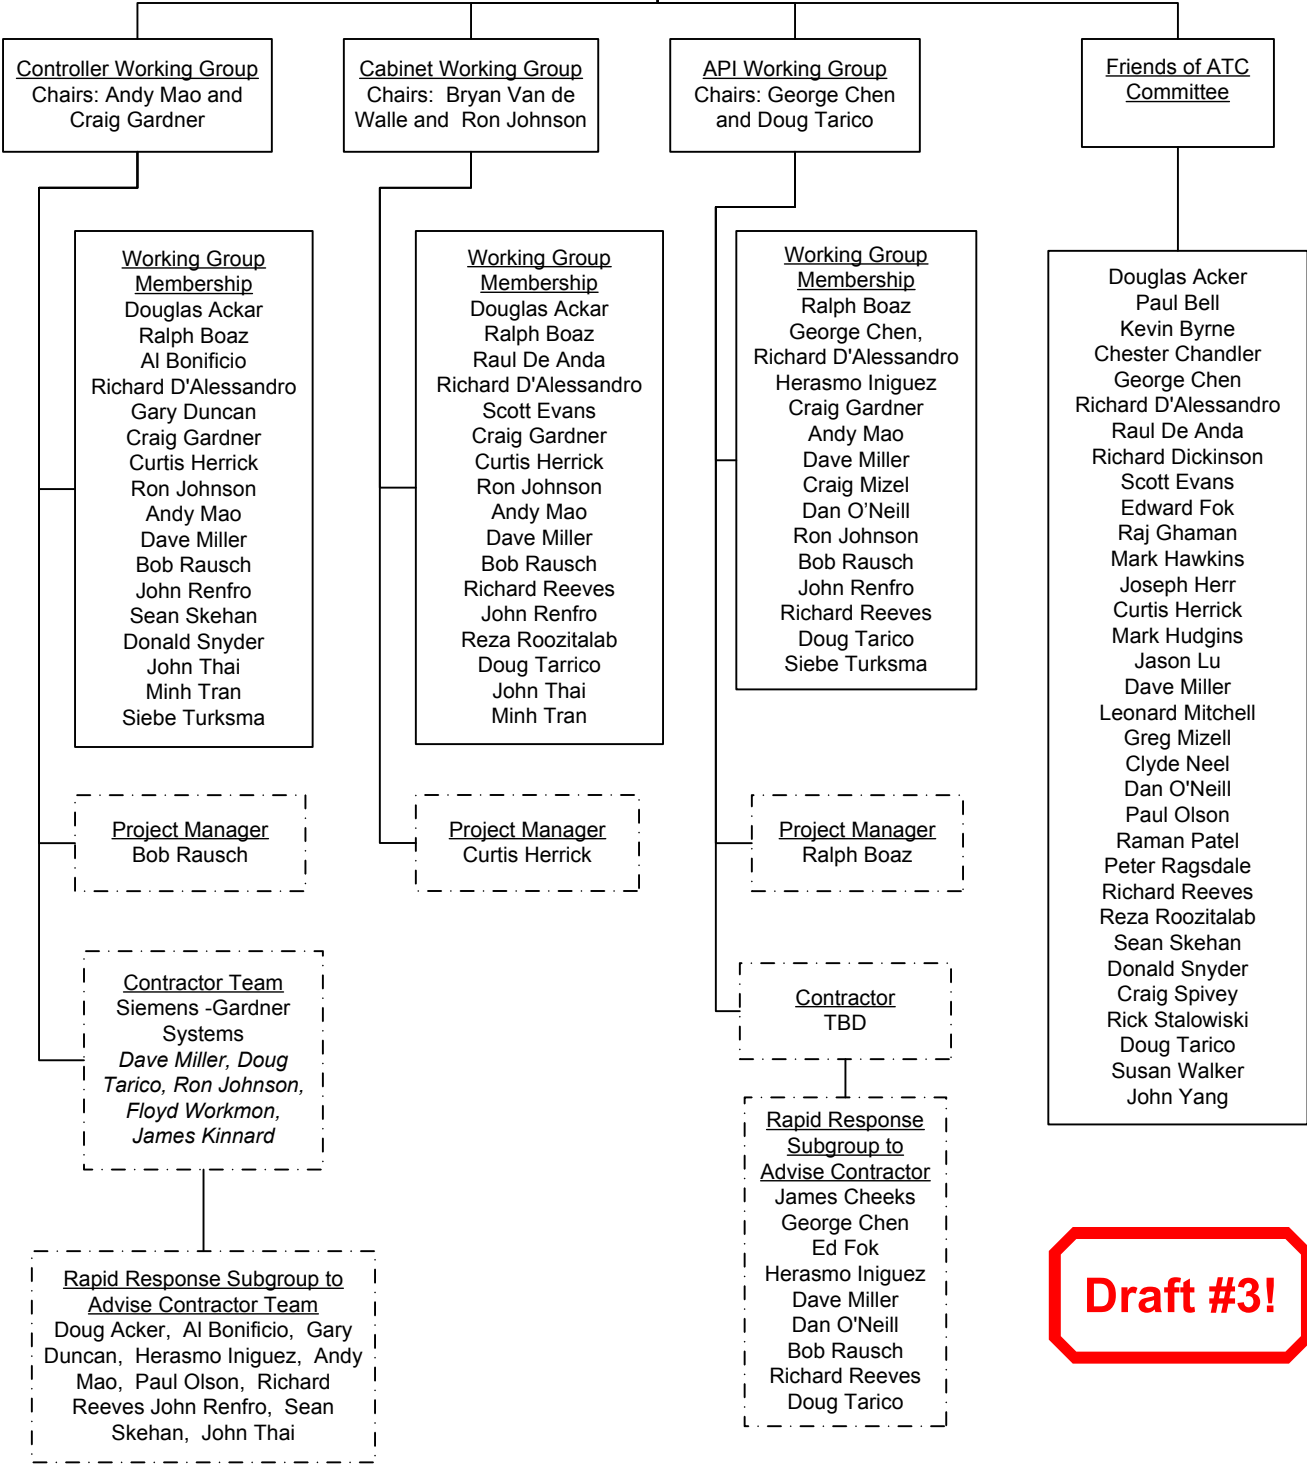 Controller Working Group
Chairs: Andy Mao and
Craig Gardner
Cabinet Working Group
Chairs:  Bryan Van de
Walle and  Ron Johnson
API Working Group
Chairs: George Chen
and Doug Tarico
Friends of ATC
Committee
Working Group
Membership
Douglas Ackar
Ralph Boaz
Al Bonificio
Richard D'Alessandro
Gary Duncan
Craig Gardner
Curtis Herrick
Ron Johnson
Andy Mao
Dave Miller
Bob Rausch
John Renfro
Sean Skehan
Donald Snyder
John Thai
Minh Tran
Siebe Turksma
Project Manager
Bob Rausch
Contractor Team
Siemens -Gardner
Systems
Dave Miller, Doug
Tarico, Ron Johnson,
Floyd Workmon,
James Kinnard
Rapid Response Subgroup to
Advise Contractor Team
Doug Acker,  Al Bonificio,  Gary
Duncan,  Herasmo Iniguez,  Andy
Mao,  Paul Olson,  Richard
Reeves John Renfro,  Sean
Skehan,  John Thai
Working Group
Membership
Douglas Ackar
Ralph Boaz
Raul De Anda
Richard D'Alessandro
Scott Evans
Craig Gardner
Curtis Herrick
Ron Johnson
Andy Mao
Dave Miller
Bob Rausch
Richard Reeves
John Renfro
Reza Roozitalab
Doug Tarrico
John Thai
Minh Tran
Project Manager
Curtis Herrick
Working Group
Membership
Ralph Boaz
George Chen,
Richard D'Alessandro
Herasmo Iniguez
Craig Gardner
Andy Mao
Dave Miller
Craig Mizel
Dan O’Neill
Ron Johnson
Bob Rausch
John Renfro
Richard Reeves
Doug Tarico
Siebe Turksma
Project Manager
Ralph Boaz
Contractor
TBD
Rapid Response
Subgroup to
Advise Contractor
James Cheeks
George Chen
Ed Fok
Herasmo Iniguez
Dave Miller
Dan O'Neill
Bob Rausch
Richard Reeves
Doug Tarico
Douglas Acker
Paul Bell
Kevin Byrne
Chester Chandler
George Chen
Richard D'Alessandro
Raul De Anda
Richard Dickinson
Scott Evans
Edward Fok
Raj Ghaman
Mark Hawkins
Joseph Herr
Curtis Herrick
Mark Hudgins
Jason Lu
Dave Miller
Leonard Mitchell
Greg Mizell
Clyde Neel
Dan O'Neill
Paul Olson
Raman Patel
Peter Ragsdale
Richard Reeves
Reza Roozitalab
Sean Skehan
Donald Snyder
Craig Spivey
Rick Stalowiski
Doug Tarico
Susan Walker
John Yang
Draft #3!